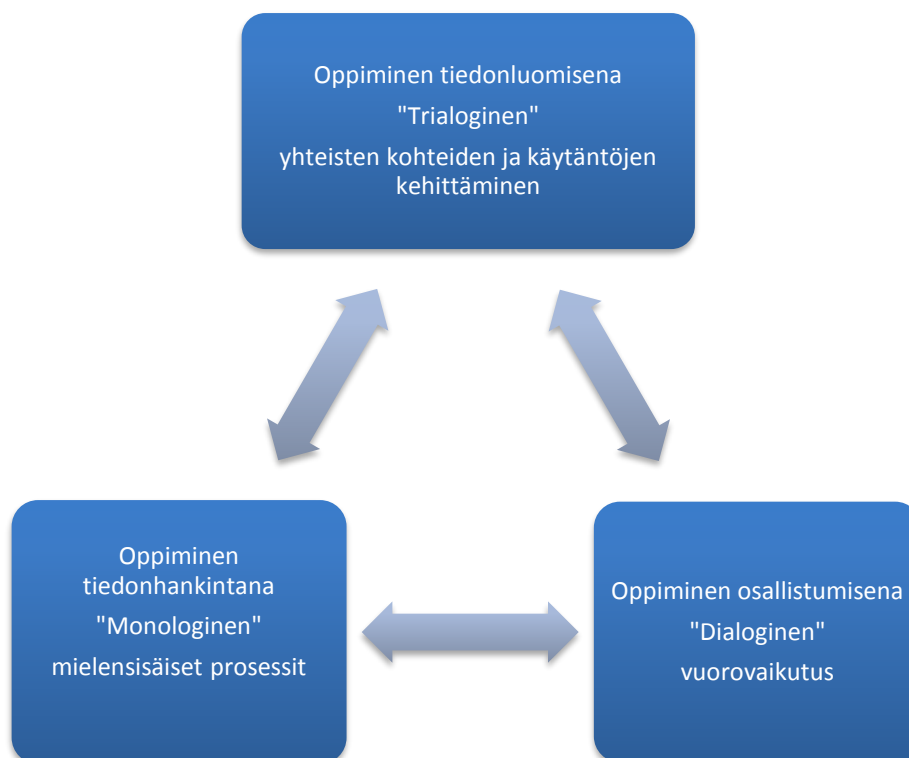 Oppiminen tiedonluomisena
"Trialoginen"
yhteisten kohteiden ja käytäntöjen
kehittäminen
Oppiminen
tiedonhankintana
"Monologinen"
mielensisäiset prosessit
Oppiminen osallistumisena
"Dialoginen"
vuorovaikutus